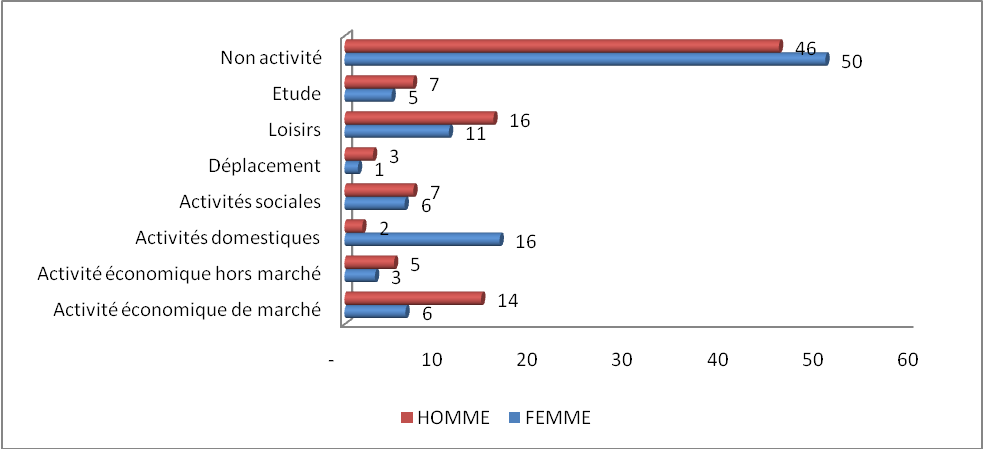 Non activité 46
50
Etude 7
5
Loisirs 16
11
Déplacement 3
1
Activités sociales 7
6
Activités domestiques 2
16
Activité économique hors marché 5
3
Activité économique de marché 14
6
- 10 20 30 40 50 60
HOMME FEMME